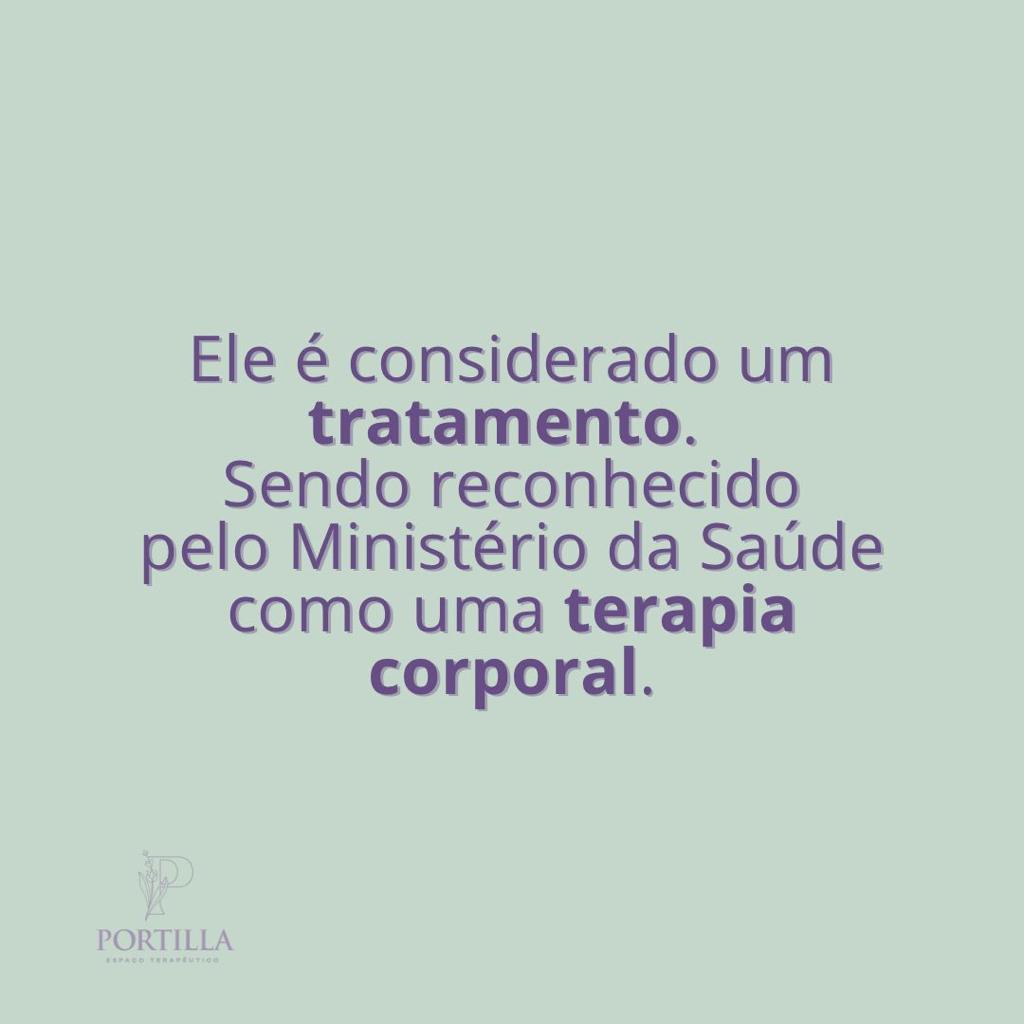 Ele é considerado um
tratamento.
Sendo reconhecido
pelo Ministério da Saúde
como uma terapia
corporal.
P
PORTILLA
ESPAÇO TERAPÊUTICO